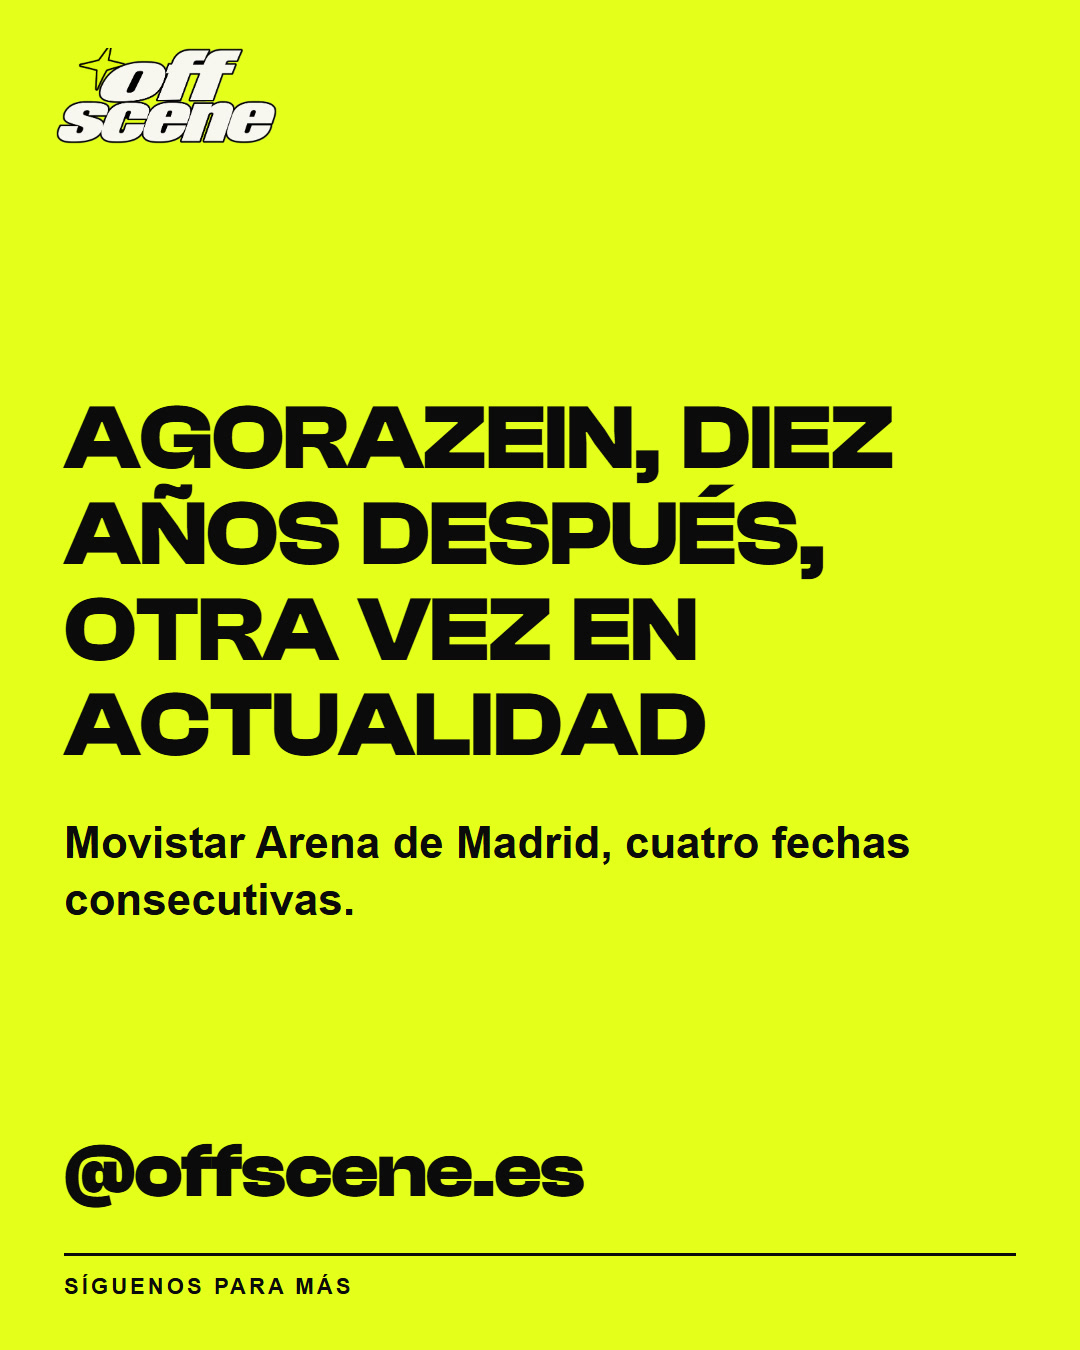 off
scene
AGORAZEIN, DIEZ
AÑOS DESPUÉS,
OTRA VEZ EN
ACTUALIDAD
Movistar Arena de Madrid, cuatro fechas
consecutivas.
@offscene.es
SÍGUENOS PARA MÁS